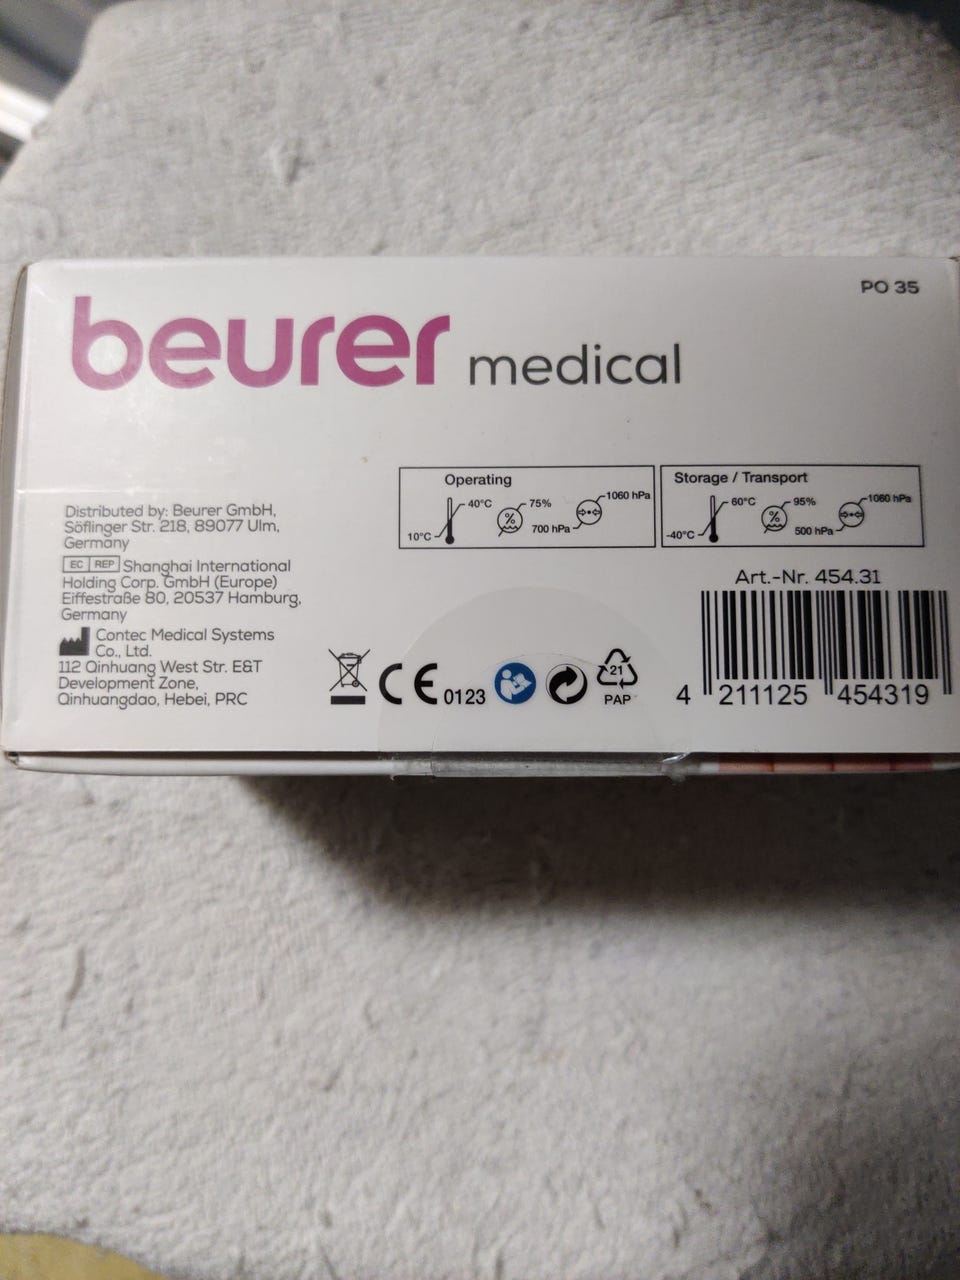 PO 35
beurer medical
Operating
40°C
10°C
%
75%
1060 hPa
700 hPa
Storage / Transport
60°C
-40°C
%
95%
1060 hPa
500 hPa
Distributed by: Beurer GmbH,
Söflinger Str. 218, 89077 Ulm,
Germany
EC REP Shanghai International
Holding Corp. GmbH (Europe)
Eiffestraße 80, 20537 Hamburg,
Germany
Contec Medical Systems
Co., Ltd.
112 Qinhuang West Str. E&T
Development Zone,
Qinhuangdao, Hebei, PRC
CE 0123
21
PAP
Art.-Nr. 454.31
4 211125 454319